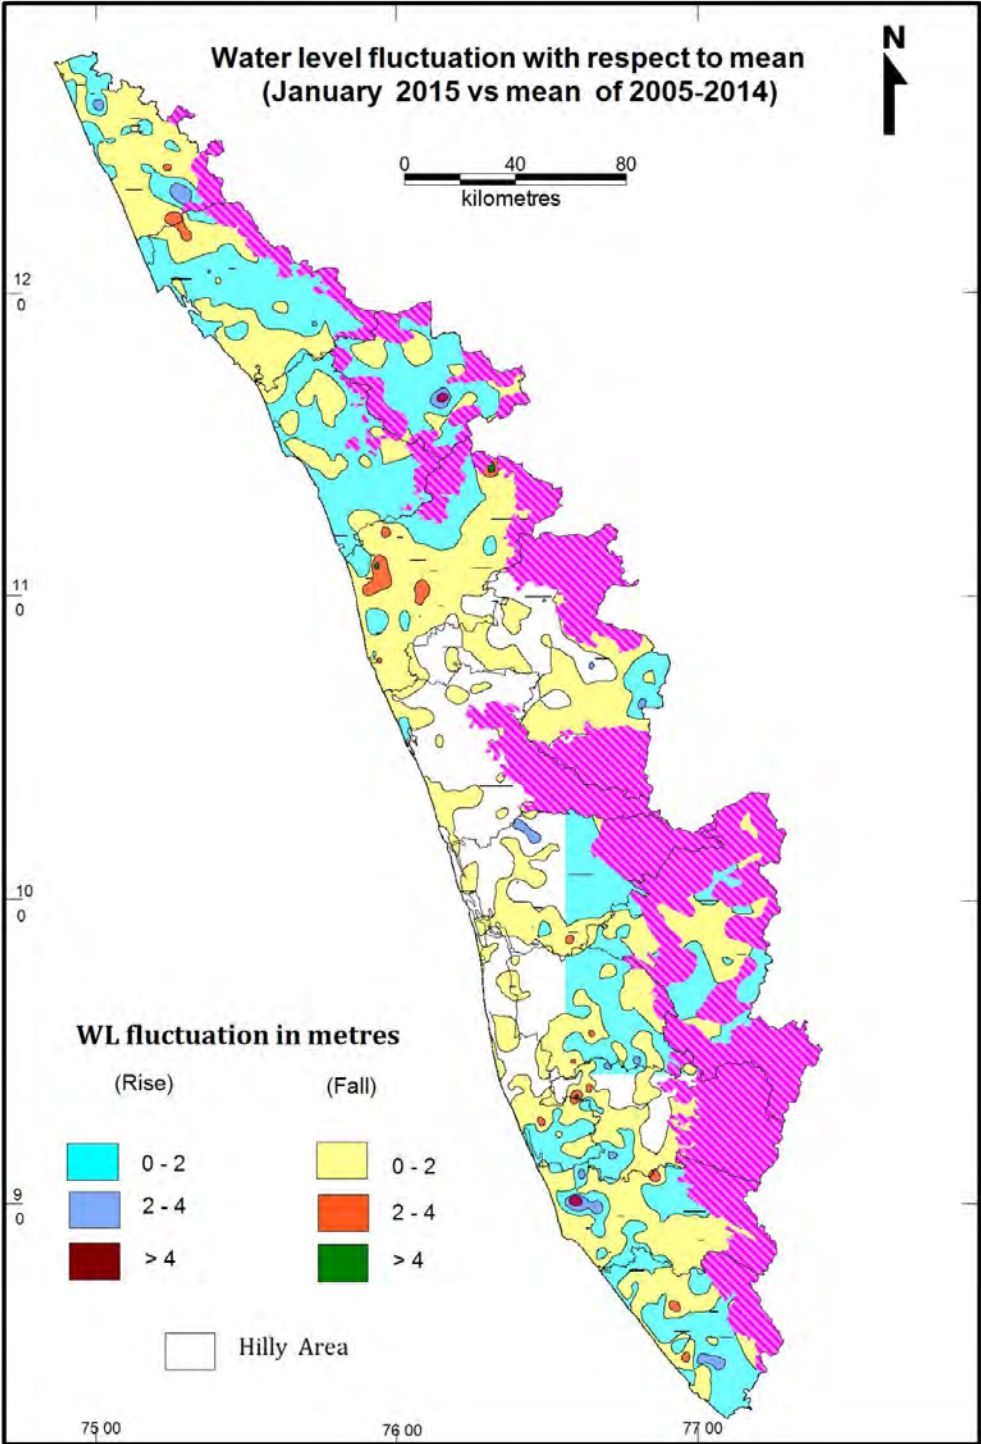 Water level fluctuation with respect to mean
(January 2015 vs mean of 2005-2014)
N
0 40 80
kilometres
12
0
11
0
10
0
9
0
WL fluctuation in metres
(Rise) (Fall)
0 - 2 0 - 2
2 - 4 2 - 4
> 4 > 4
Hilly Area
75 00 76 00 77 00